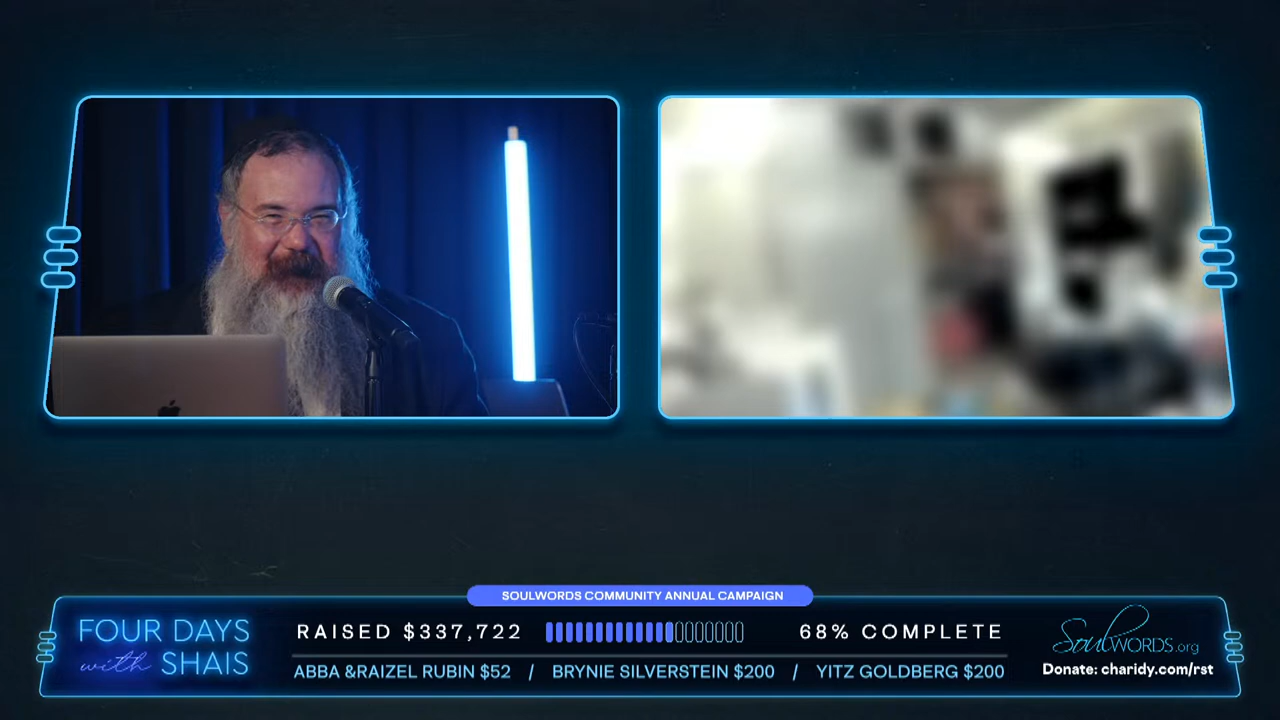 SOULWORDS COMMUNITY ANNUAL CAMPAIGN
FOUR DAYS
with SHAIS
RAISED $337,722
68% COMPLETE
ABBA &RAIZEL RUBIN $52 / BRYNIE SILVERSTEIN $200 / YITZ GOLDBERG $200
SoulWORDS.org
Donate: charidy.com/rst